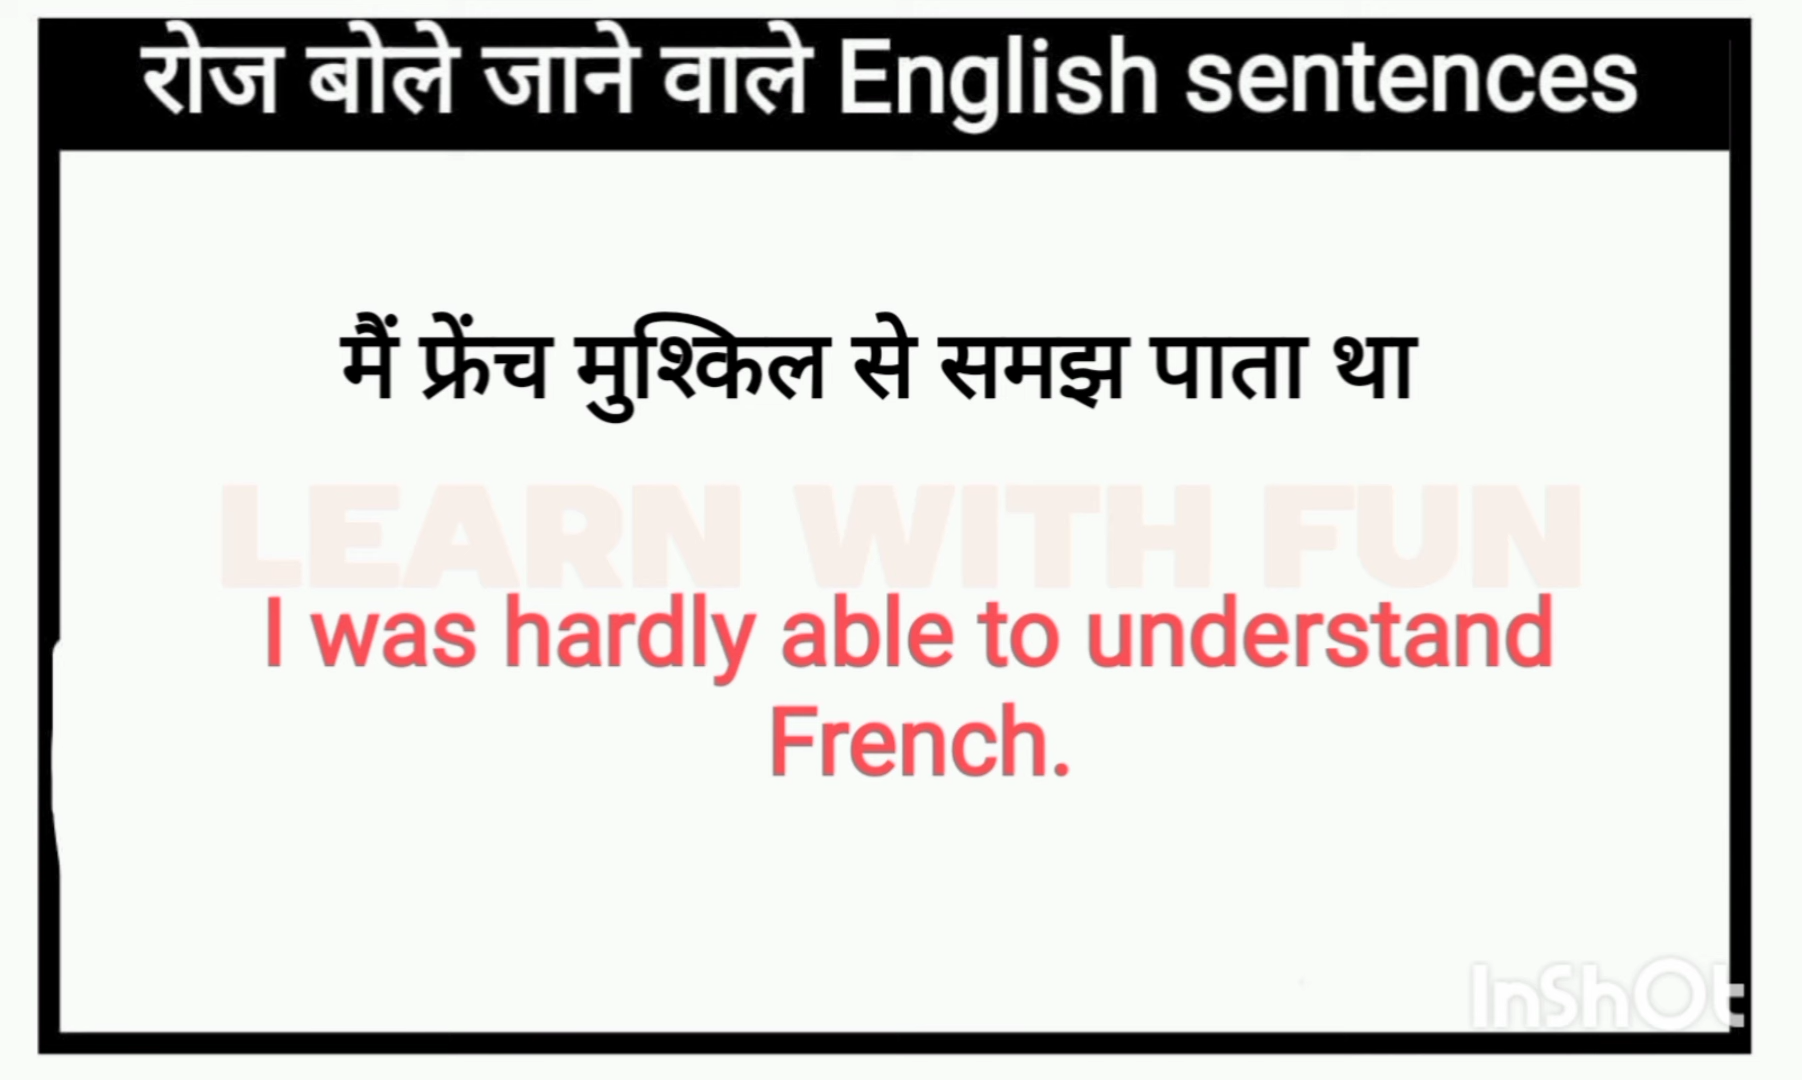 रोज बोले जाने वाले English sentences
मैं फ्रेंच मुश्किल से समझ पाता था
LEARN WITH FUN
I was hardly able to understand
French.
InShOt